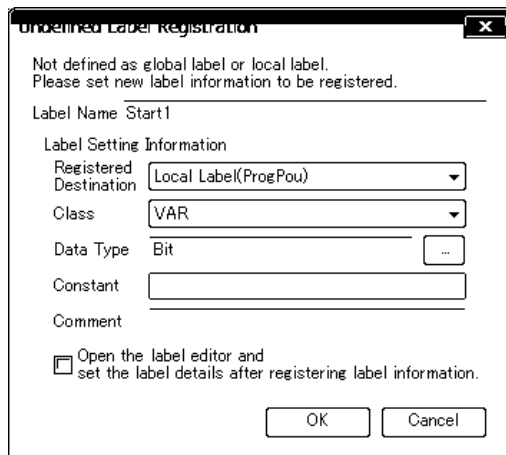 Undefined Label Registration
Not defined as global label or local label.
Please set new label information to be registered.
Label Name Start1
Label Setting Information
Registered Destination Local Label(ProgPou)
Class VAR
Data Type Bit ...
Constant
Comment
Open the label editor and
set the label details after registering label information.
OK Cancel